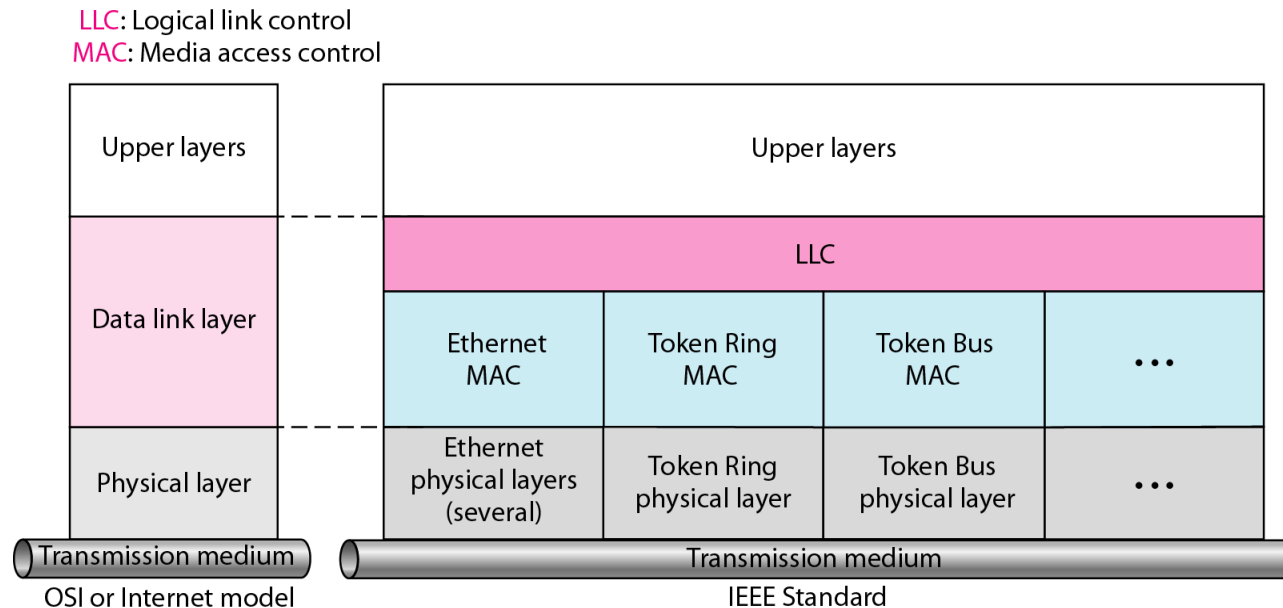 LLC: Logical link control
MAC: Media access control
Upper layers
Upper layers
Data link layer
LLC
Ethernet
MAC
Token Ring
MAC
Token Bus
MAC
...
Physical layer
Ethernet
physical layers
(several)
Token Ring
physical layer
Token Bus
physical layer
...
Transmission medium
Transmission medium
OSI or Internet model
IEEE Standard